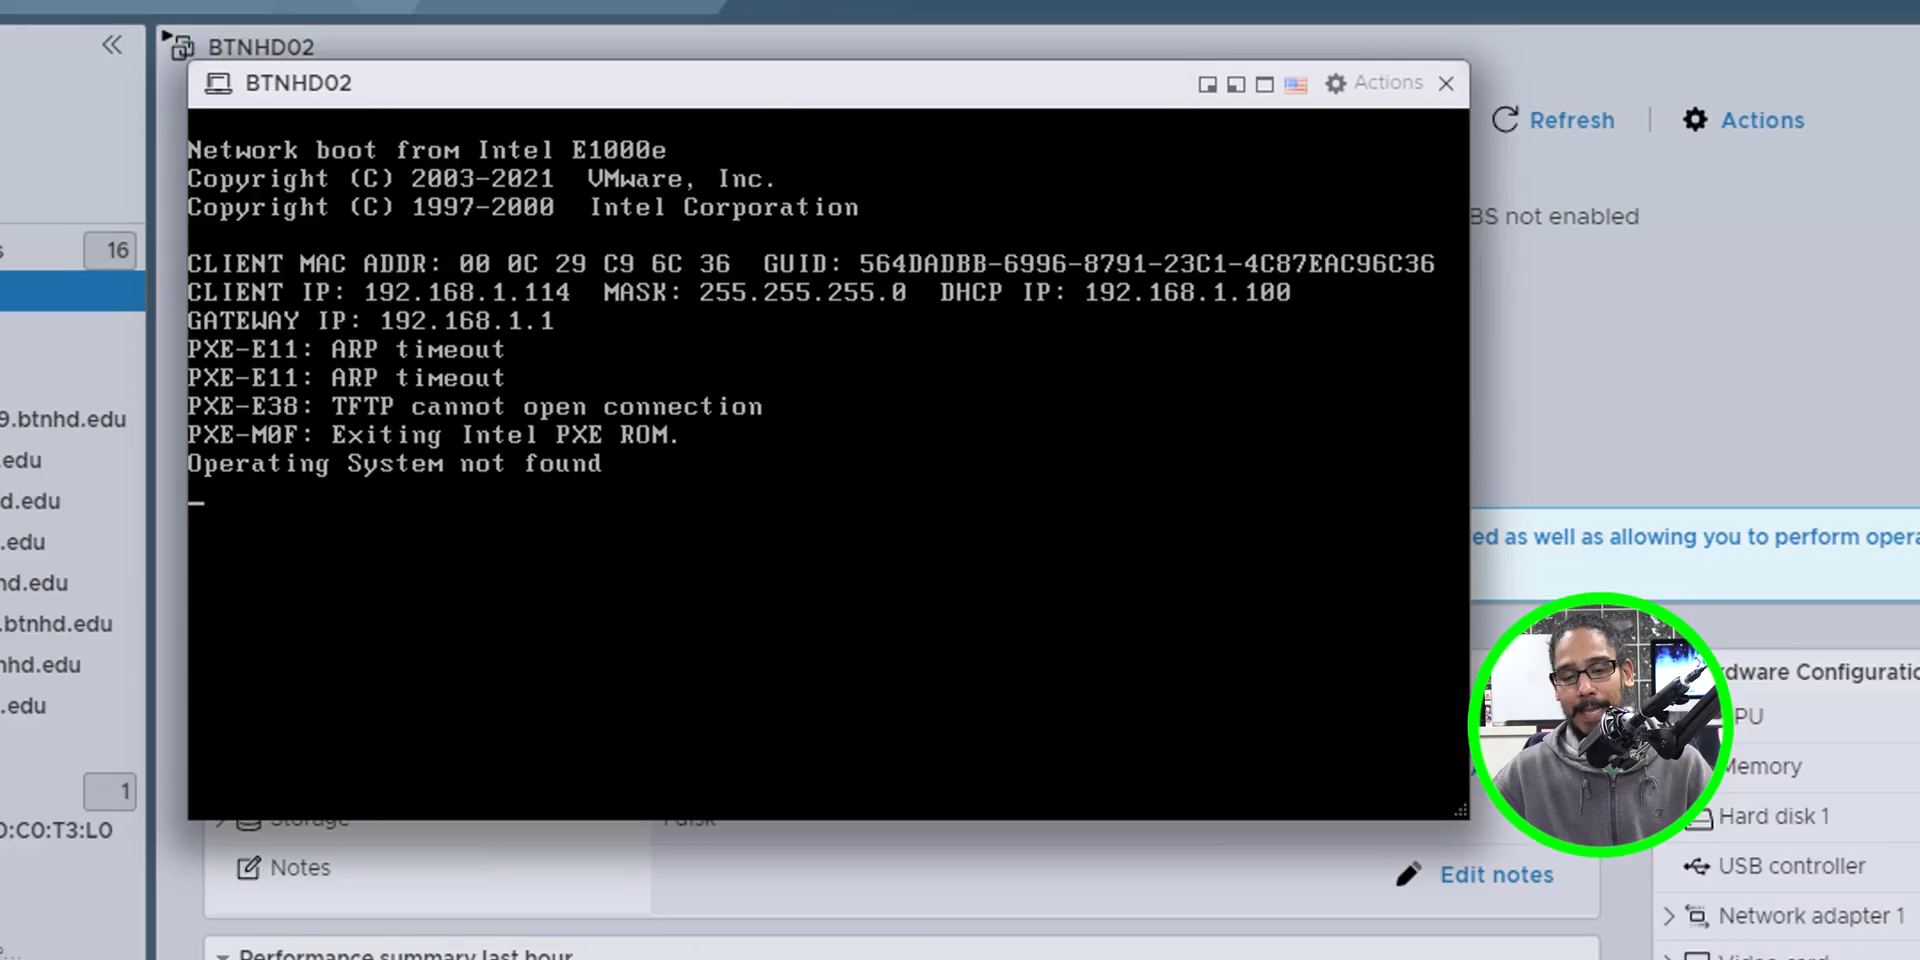 BTNHD02
BTNHD02
Actions
Refresh
Actions
Network boot from Intel E1000e
Copyright (C) 2003-2021 VMware, Inc.
Copyright (C) 1997-2000 Intel Corporation
BS not enabled
16
CLIENT MAC ADDR: 00 0C 29 C9 6C 36 GUID: 564DADBB-6996-8791-23C1-4C87EAC96C36
CLIENT IP: 192.168.1.114 MASK: 255.255.255.0 DHCP IP: 192.168.1.100
GATEWAY IP: 192.168.1.1
PXE-E11: ARP timeout
PXE-E11: ARP timeout
PXE-E38: TFTP cannot open connection
PXE-M0F: Exiting Intel PXE ROM.
Operating System not found
9.btnhd.edu
.edu
d.edu
.edu
nd.edu
.btnhd.edu
nhd.edu
.edu
ed as well as allowing you to perform opera
rdware Configuratio
PU
Memory
Hard disk 1
USB controller
Network adapter 1
1
0:C0:T3:L0
Storage
1 disk
Notes
Edit notes
Performance summary last hour
Video card